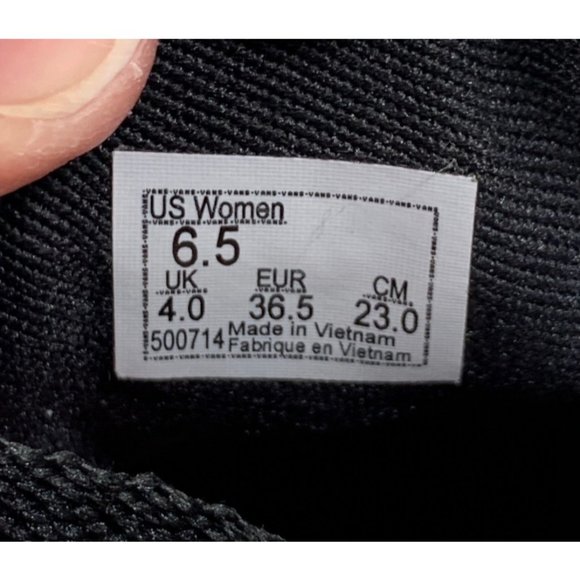 US Women
6.5
UK EUR CM
4.0 36.5 23.0
500714 Made in Vietnam
Fabrique en Vietnam